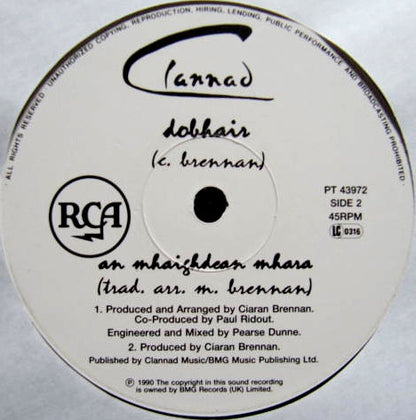 ALL RIGHTS RESERVED · UNAUTHORIZED COPYING, REPRODUCTION, HIRING, LENDING, PUBLIC PERFORMANCE AND BROADCASTING PROHIBITED ·
Clannad
dobhair
(c. brennan)
RCA
PT 43972
SIDE 2
45RPM
LC 0316
an mhaighdean mhara
(trad. arr. m. brennan)
1. Produced and Arranged by Ciaran Brennan.
Co-Produced by Paul Ridout.
Engineered and Mixed by Pearse Dunne.
2. Produced by Ciaran Brennan.
Published by Clannad Music/BMG Music Publishing Ltd.
℗ 1990 The copyright in this sound recording
is owned by BMG Records (UK) Limited.